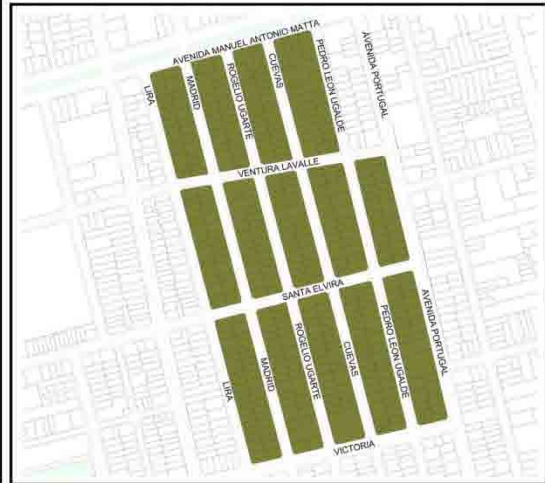 AVENIDA MANUEL ANTONIO MATTA
LIRA
MADRID
ROGELIO UGARTE
CUEVAS
PEDRO LEON UGALDE
AVENIDA PORTUGAL
VENTURA LAVALLE
SANTA ELVIRA
LIRA
MADRID
ROGELIO UGARTE
CUEVAS
PEDRO LEON UGALDE
AVENIDA PORTUGAL
VICTORIA